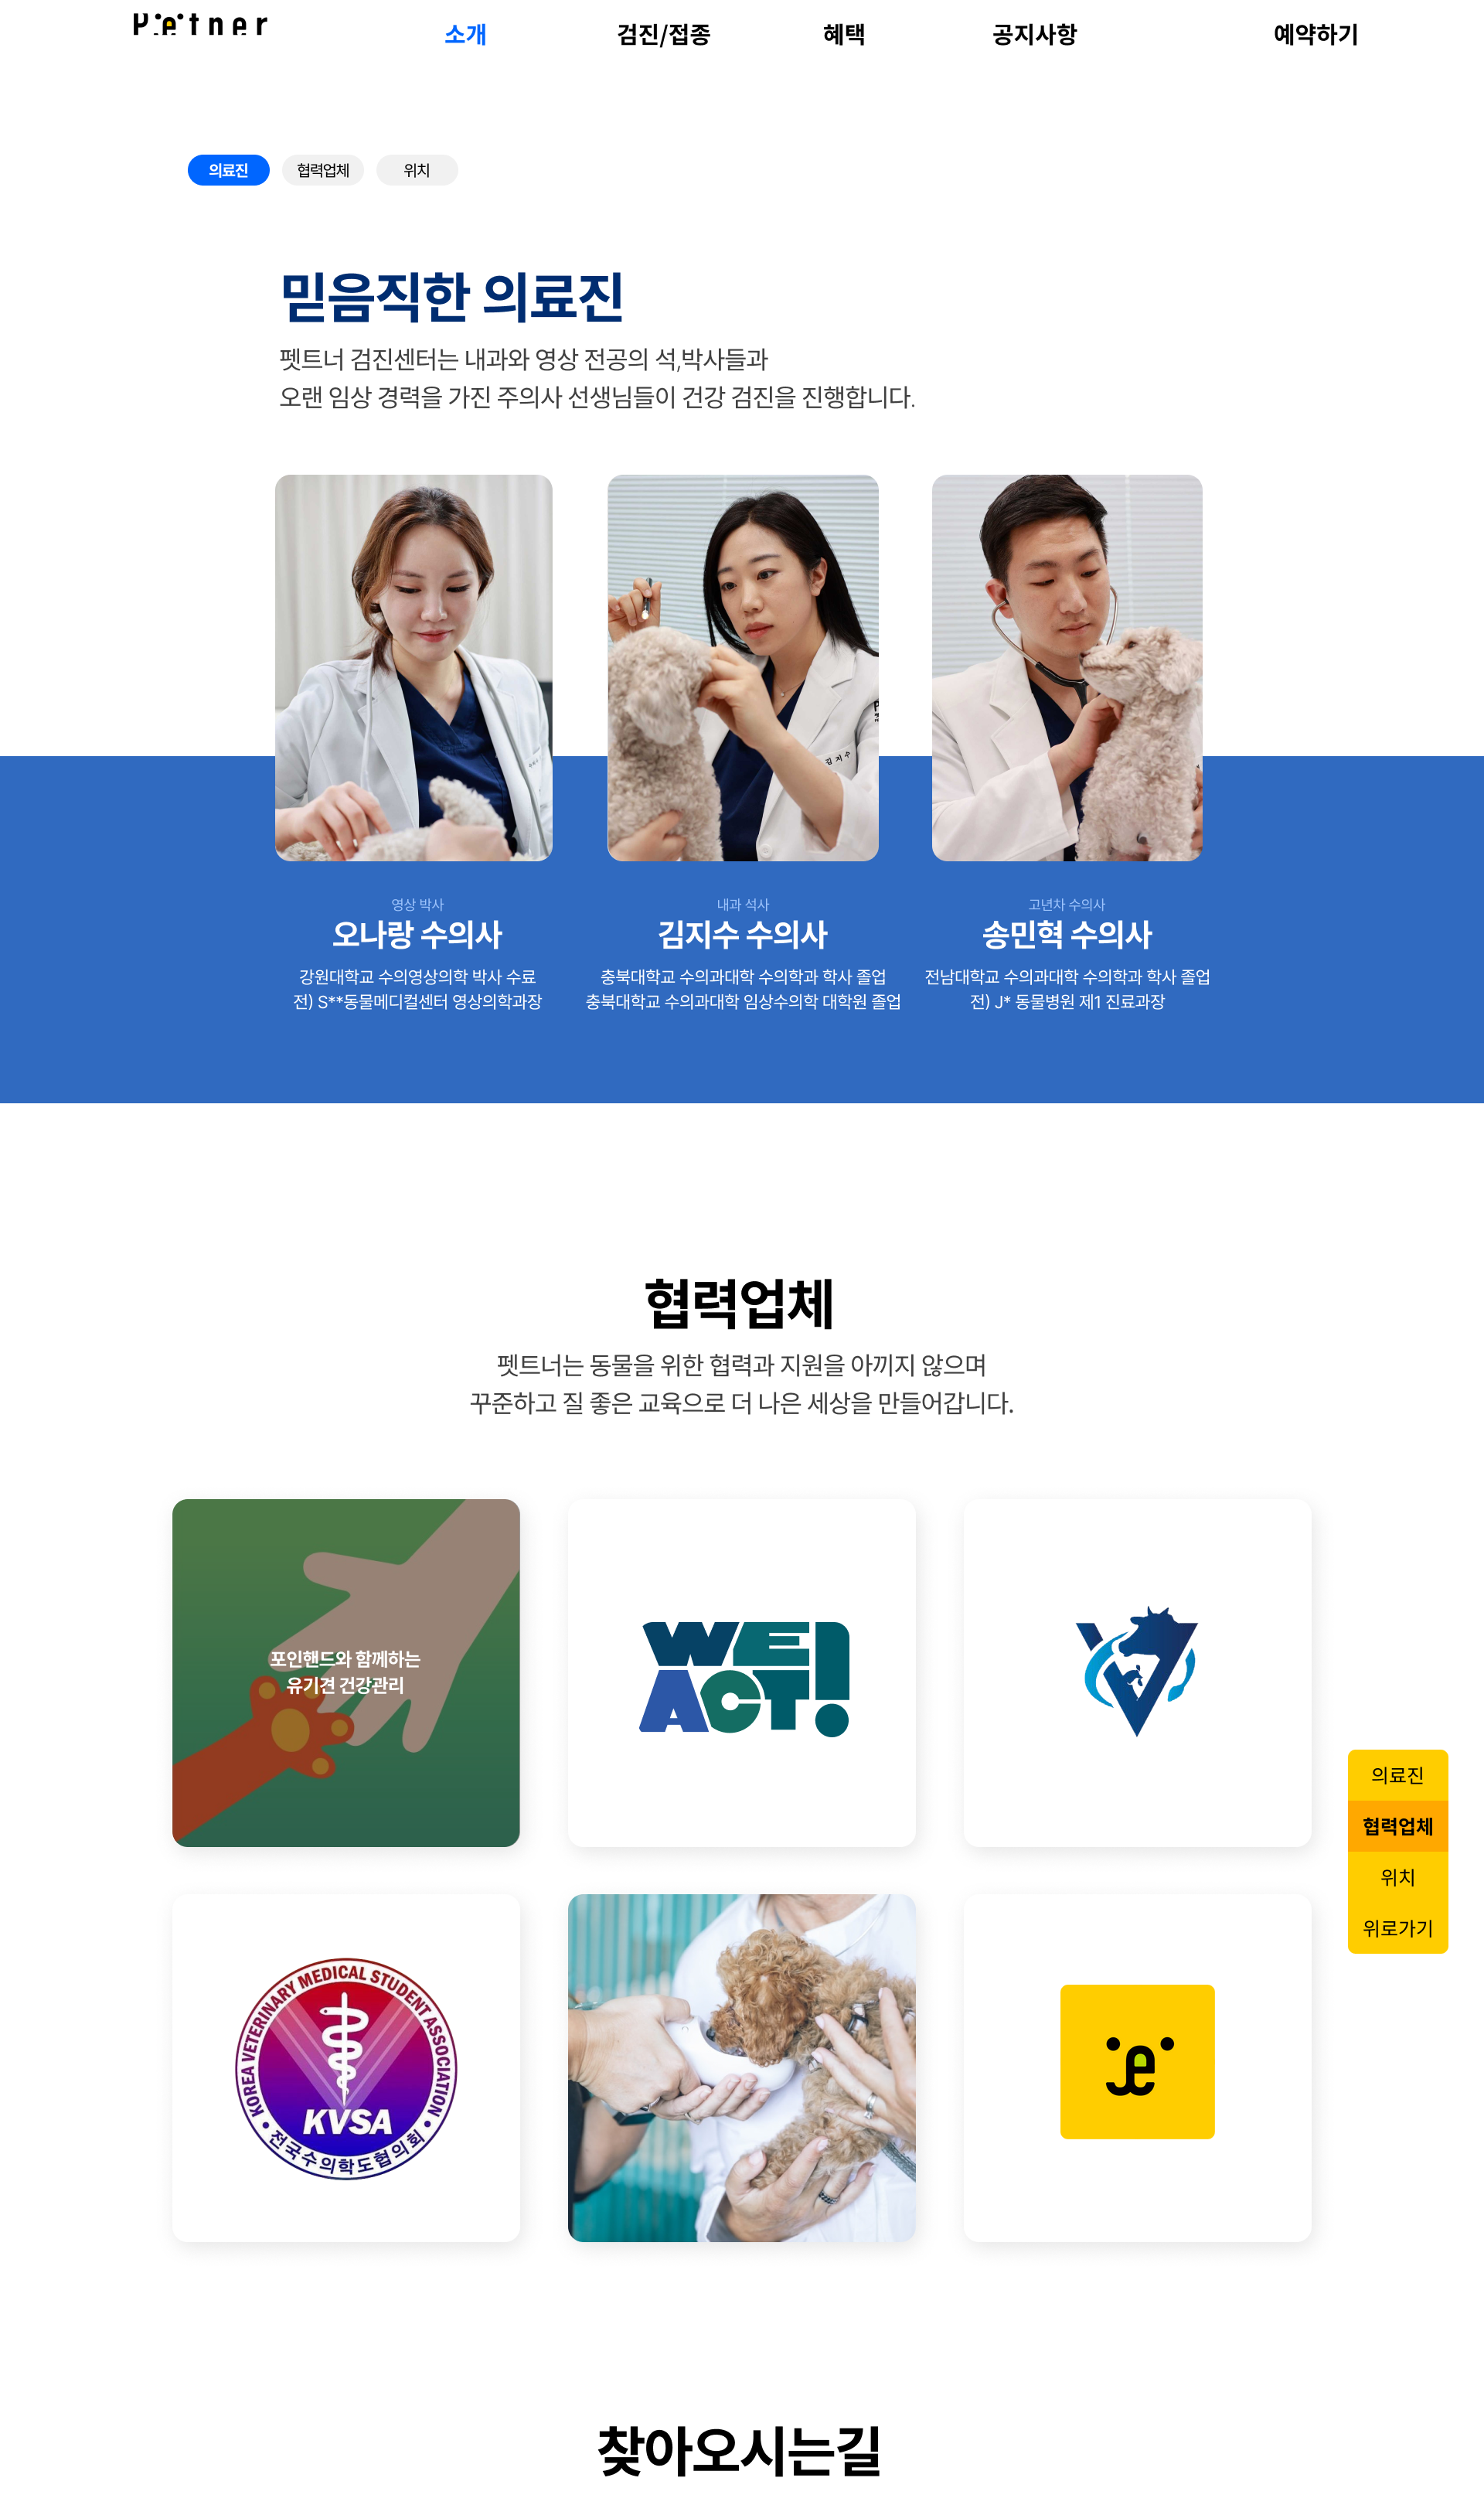 Petner
소개
검진/접종
혜택
공지사항
예약하기
의료진
협력업체
위치
믿음직한 의료진
펫트너 검진센터는 내과와 영상 전공의 석,박사들과
오랜 임상 경력을 가진 주의사 선생님들이 건강 검진을 진행합니다.
김지수
영상 박사
오나랑 수의사
강원대학교 수의영상의학 박사 수료
전) S**동물메디컬센터 영상의학과장
내과 석사
김지수 수의사
충북대학교 수의과대학 수의학과 학사 졸업
충북대학교 수의과대학 임상수의학 대학원 졸업
고년차 수의사
송민혁 수의사
전남대학교 수의과대학 수의학과 학사 졸업
전) J* 동물병원 제1 진료과장
협력업체
펫트너는 동물을 위한 협력과 지원을 아끼지 않으며
꾸준하고 질 좋은 교육으로 더 나은 세상을 만들어갑니다.
포인핸드와 함께하는
유기견 건강관리
WE
ACT!
의료진
협력업체
위치
위로가기
KOREA VETERINARY MEDICAL STUDENT ASSOCIATION
KVSA
전국수의학도협의회
찾아오시는길